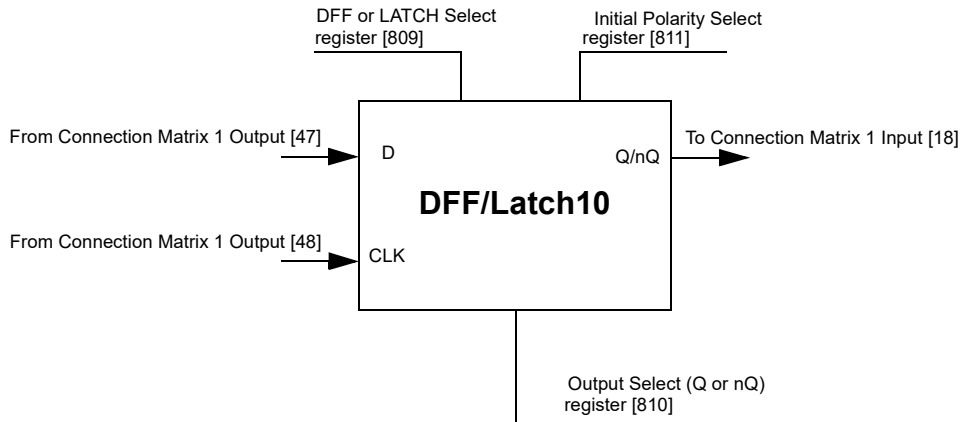 DFF or LATCH Select
register [809]
Initial Polarity Select
register [811]
From Connection Matrix 1 Output [47]
D
Q/nQ
To Connection Matrix 1 Input [18]
DFF/Latch10
From Connection Matrix 1 Output [48]
CLK
Output Select (Q or nQ)
register [810]